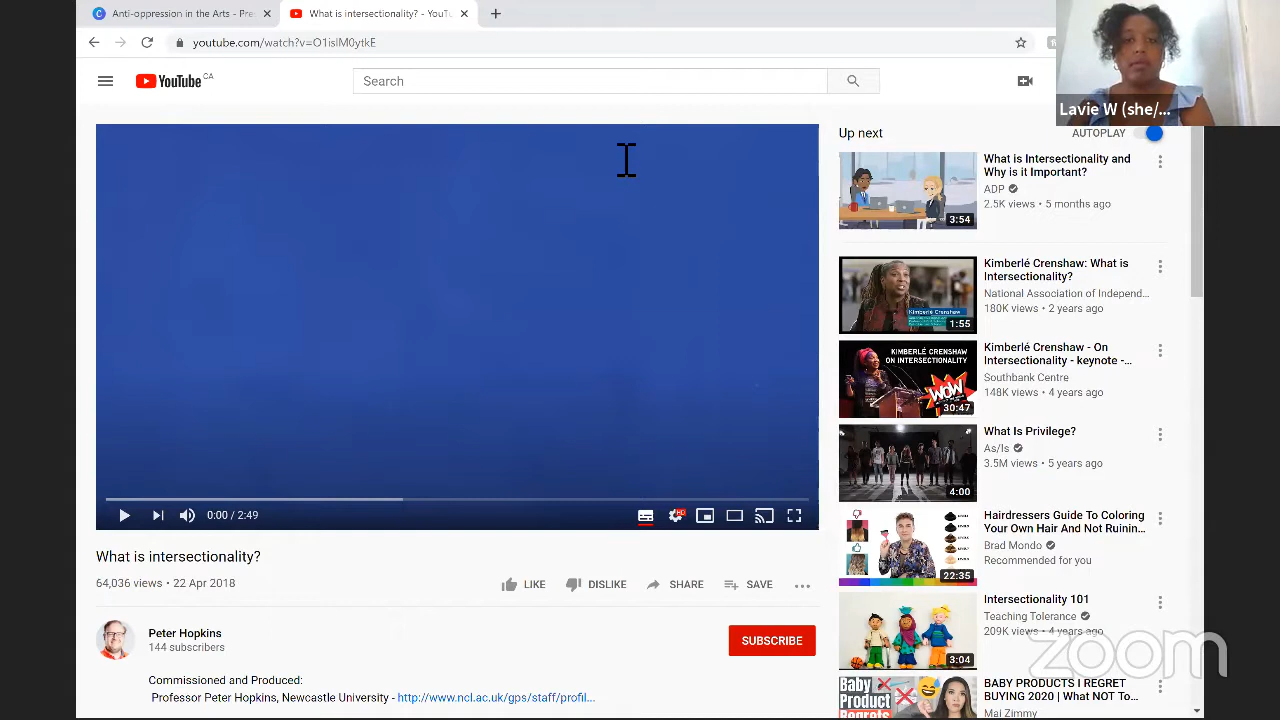 Anti-oppression in the Arts - Pre
What is intersectionality? - YouTu
youtube.com/watch?v=O1islM0ytkE
YouTube CA
Search
Lavie W (she/...
Up next
AUTOPLAY
What is Intersectionality and
Why is it Important?
ADP
2.5K views • 5 months ago
3:54
Kimberlé Crenshaw: What is
Intersectionality?
National Association of Independ...
180K views • 2 years ago
Kimberlé Crenshaw
1:55
Kimberlé Crenshaw - On
Intersectionality - keynote -...
Southbank Centre
148K views • 4 years ago
KIMBERLÉ CRENSHAW
ON INTERSECTIONALITY
WOW
30:47
What Is Privilege?
As/Is
3.5M views • 5 years ago
4:00
Hairdressers Guide To Coloring
Your Own Hair And Not Ruinin...
Brad Mondo
Recommended for you
22:35
Intersectionality 101
Teaching Tolerance
209K views • 4 years ago
3:04
BABY PRODUCTS I REGRET
BUYING 2020 | What NOT To...
Mai Zimmy
Baby
Product
Regrets
0:00 / 2:49
HD
What is intersectionality?
64,036 views • 22 Apr 2018
LIKE
DISLIKE
SHARE
SAVE
Peter Hopkins
144 subscribers
SUBSCRIBE
Commissioned and Produced:
Professor Peter Hopkins, Newcastle University - http://www.ncl.ac.uk/gps/staff/profil...
zoom